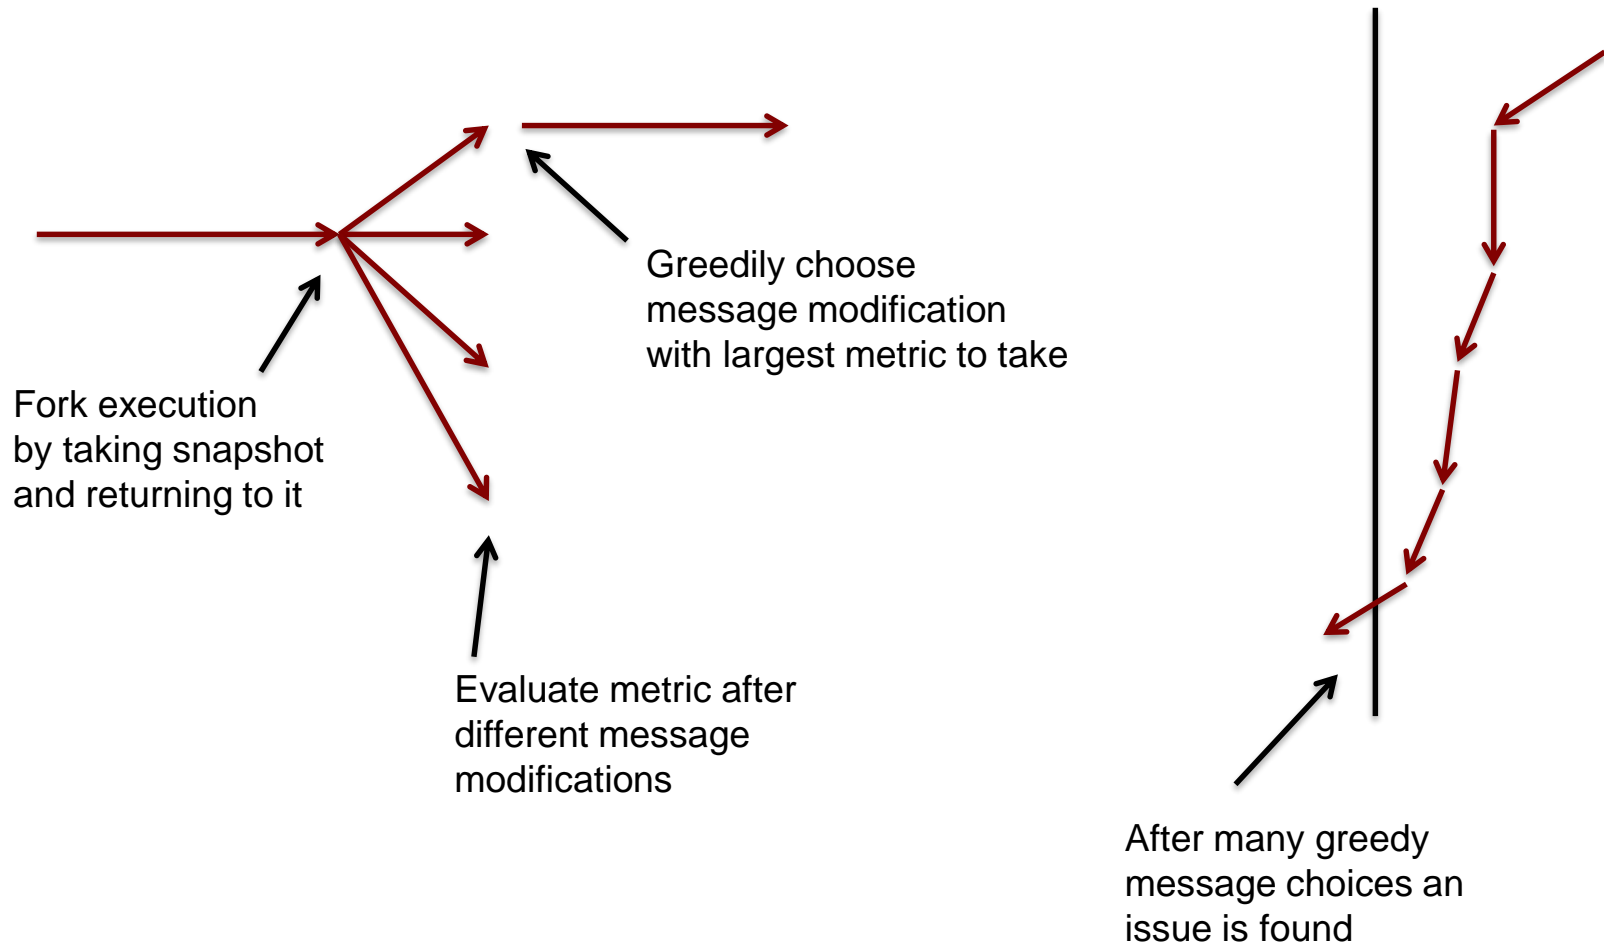 Greedily choose
message modification
with largest metric to take
Fork execution
by taking snapshot
and returning to it
Evaluate metric after
different message
modifications
After many greedy
message choices an
issue is found